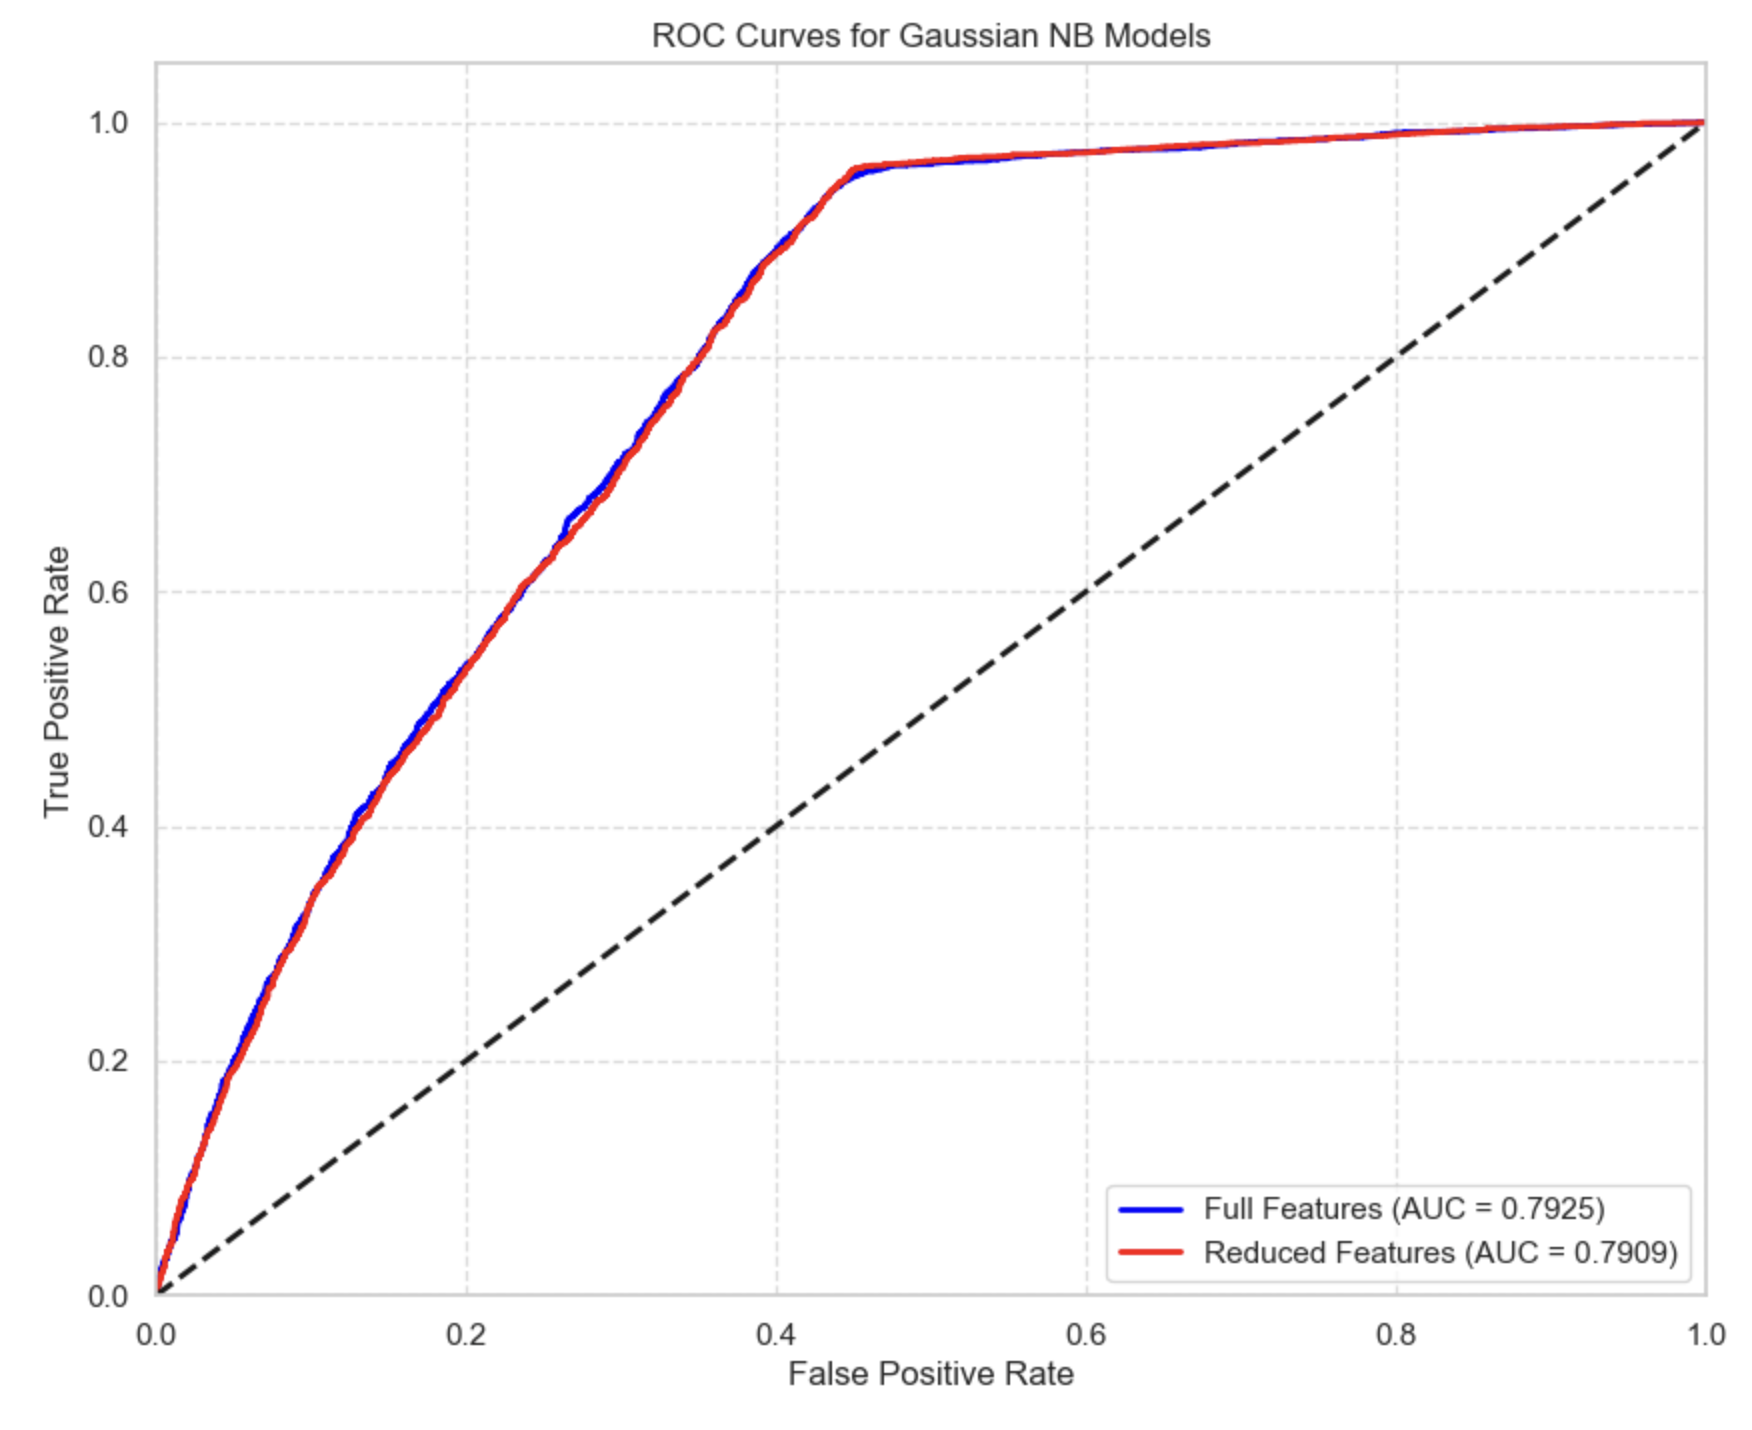 ROC Curves for Gaussian NB Models
1.0
0.8
0.6
0.4
0.2
0.0
True Positive Rate
0.0 0.2 0.4 0.6 0.8 1.0
False Positive Rate
Full Features (AUC = 0.7925)
Reduced Features (AUC = 0.7909)